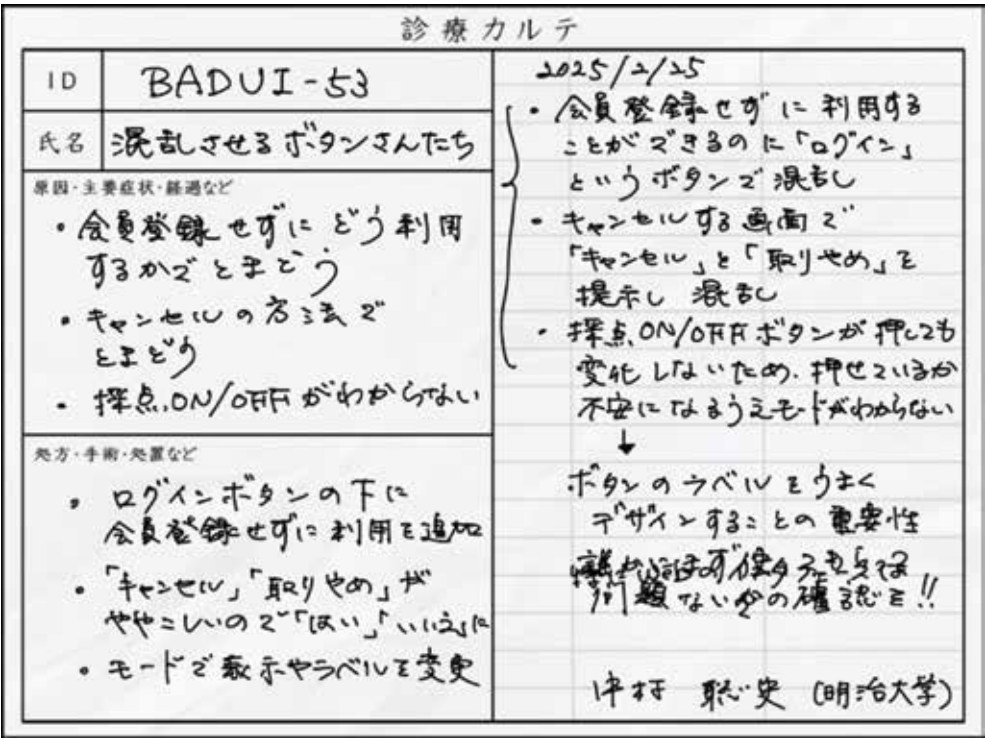 診療カルテ
ID BADUI-53
氏名 混乱させるボタンさんたち
原因・主要症状・経過など
・会員登録せずにどう利用
するかでとまどう
・キャンセルの方法で
とまどう
・採点ON/OFFがわからない
処方・手術・処置など
・ログインボタンの下に
会員登録せずに利用を追加
・「キャンセル」「取りやめ」が
ややこしいので「はい」「いいえ」に
・モードで表示やラベルを変更
2025/2/25
・会員登録せずに利用する
ことができるのに「ログイン」
というボタンで混乱し
・キャンセルする画面で
「キャンセル」と「取りやめ」を
提示し 混乱
・採点ON/OFFボタンが押しても
変化しないため、押せているか
不安になるうえモードがわからない
↓
ボタンのラベルをうまく
デザインすることの重要性
問題ないかの確認を!!
中村 聡史 (明治大学)